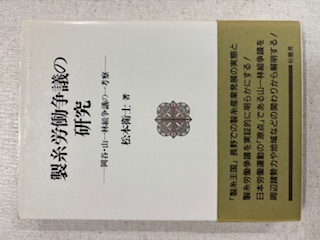 製糸労働争議の
研究
―岡谷・山一林組争議の一考察―
松本衛士 著
「製糸王国」長野での製糸産業発展の実態と
製糸労働争議を実証的に明らかにする!
日本労働運動の「原点」である山一林組争議を
周辺諸勢力や地域などの関わりから解明する!
柏書房